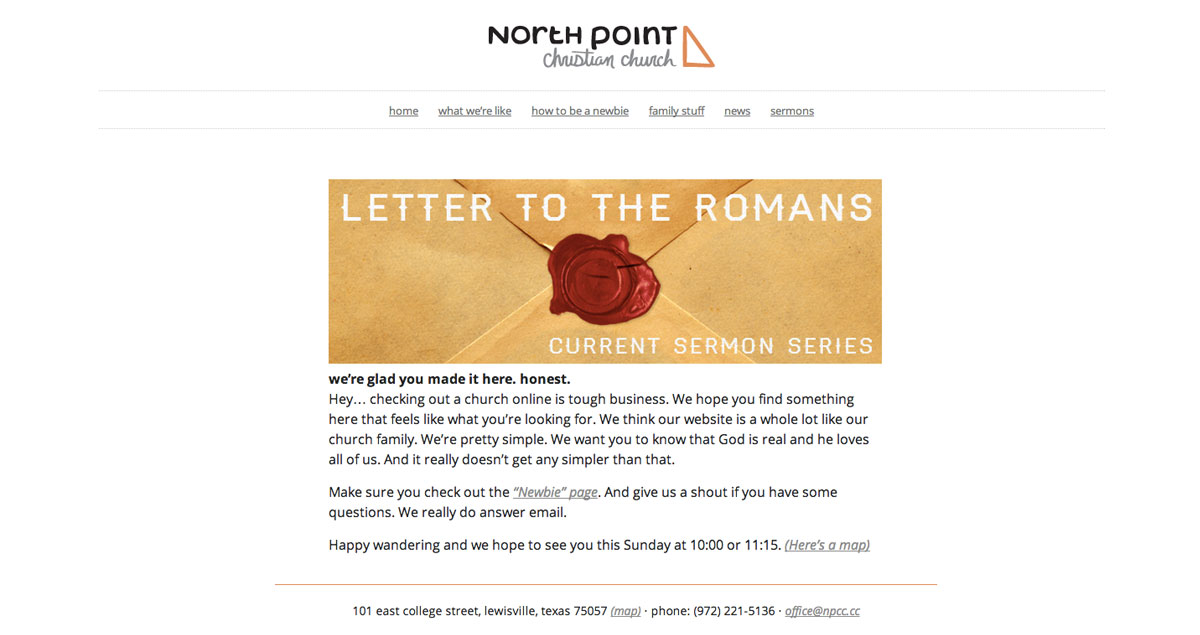 NORTH POINT
christian church
home what we're like how to be a newbie family stuff news sermons
LETTER TO THE ROMANS
CURRENT SERMON SERIES
we’re glad you made it here. honest.
Hey… checking out a church online is tough business. We hope you find something
here that feels like what you’re looking for. We think our website is a whole lot like our
church family. We’re pretty simple. We want you to know that God is real and he loves
all of us. And it really doesn’t get any simpler than that.
Make sure you check out the “Newbie” page. And give us a shout if you have some
questions. We really do answer email.
Happy wandering and we hope to see you this Sunday at 10:00 or 11:15. (Here’s a map)
101 east college street, lewisville, texas 75057 (map) · phone: (972) 221-5136 · office@npcc.cc